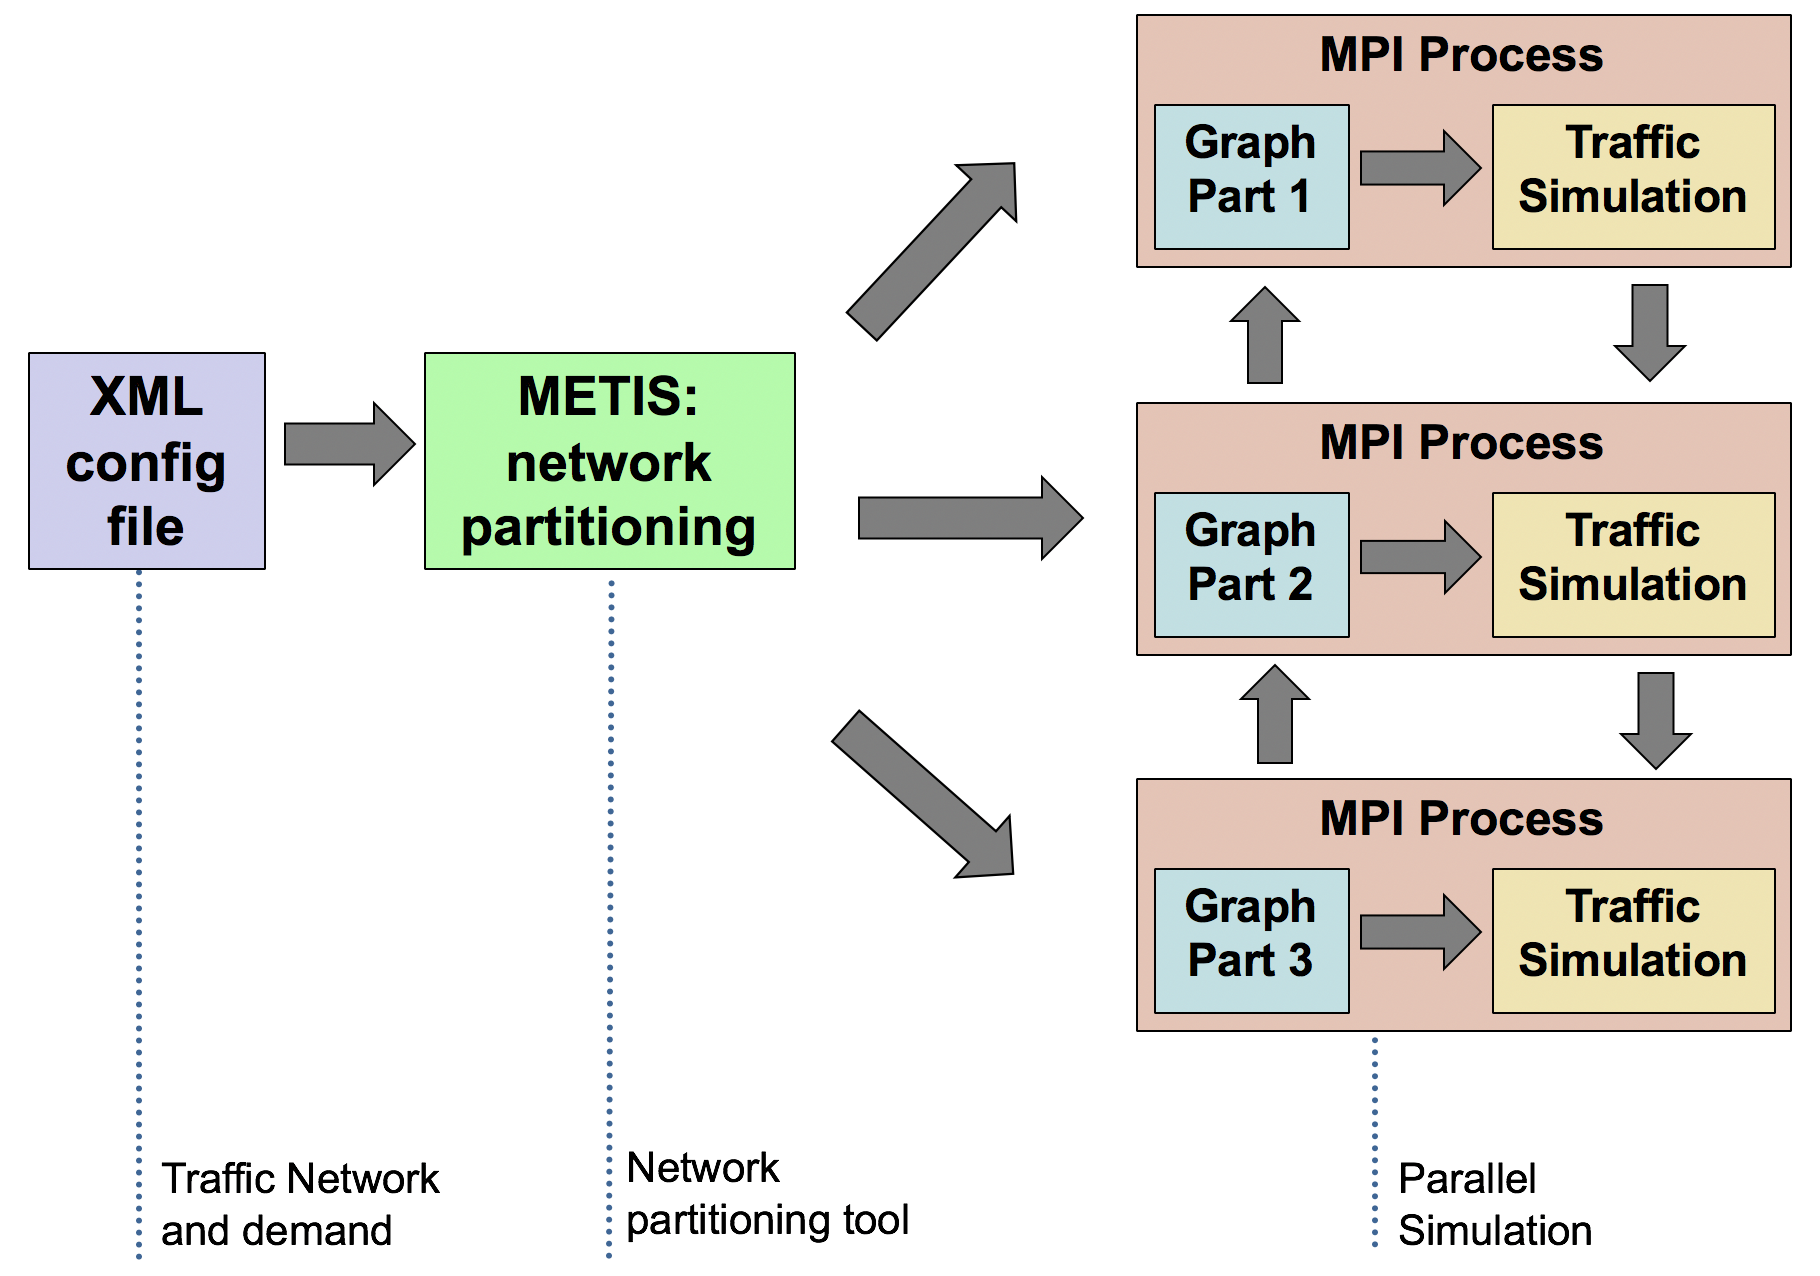 XML
config
file
METIS:
network
partitioning
MPI Process
Graph
Part 1
Traffic
Simulation
MPI Process
Graph
Part 2
Traffic
Simulation
MPI Process
Graph
Part 3
Traffic
Simulation
Traffic Network
and demand
Network
partitioning tool
Parallel
Simulation